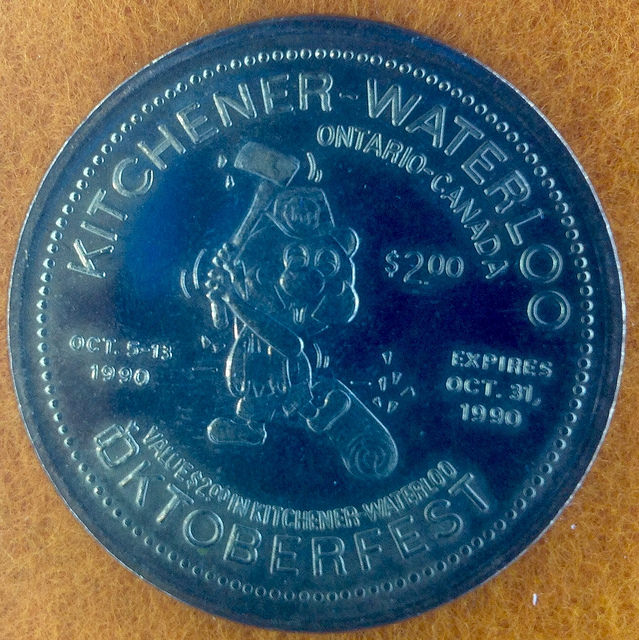 KITCHENER-WATERLOO
ONTARIO-CANADA
$2.00
OCT. 5-13
1990
EXPIRES
OCT. 31,
1990
VALUE $2.00 IN KITCHENER-WATERLOO
OKTOBERFEST